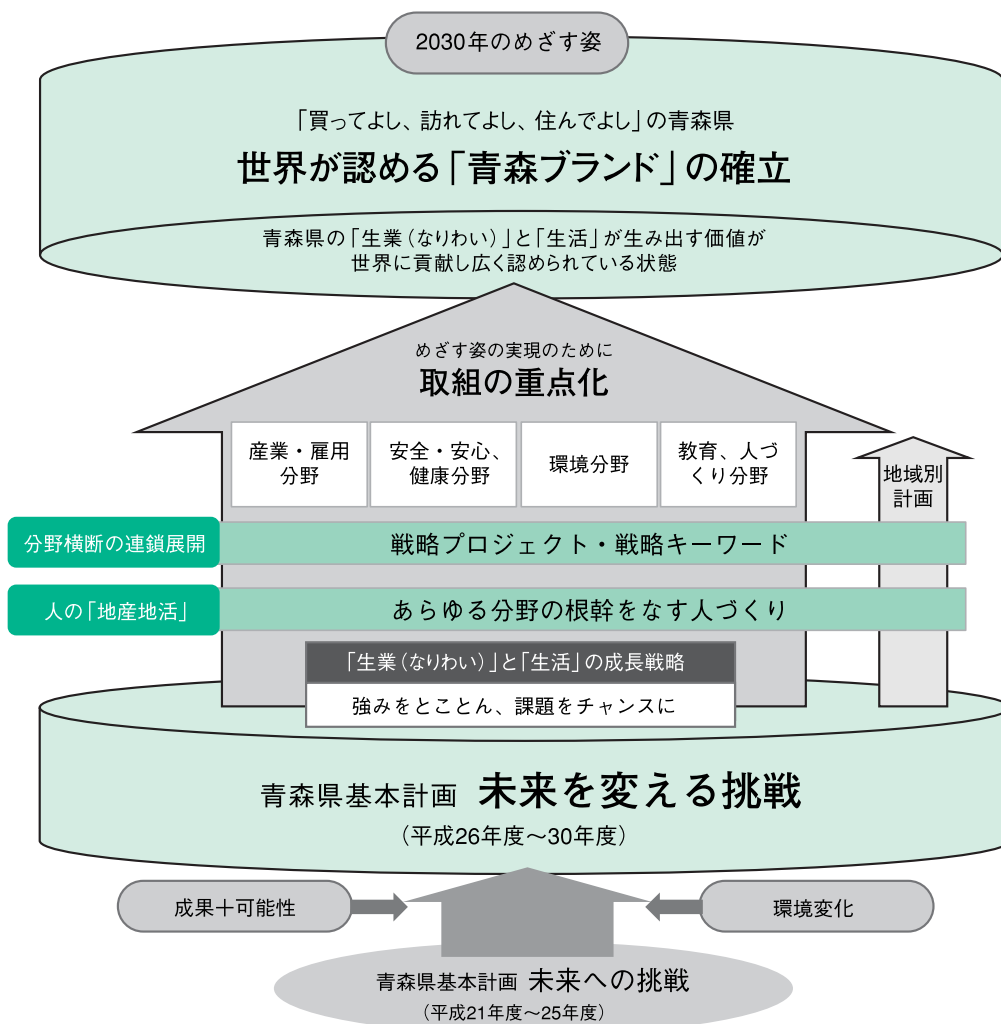 2030年のめざす姿
「買ってよし、訪れてよし、住んでよし」の青森県
世界が認める「青森ブランド」の確立
青森県の「生業（なりわい）」と「生活」が生み出す価値が
世界に貢献し広く認められている状態
めざす姿の実現のために
取組の重点化
産業・雇用
分野
安全・安心、
健康分野
環境分野
教育、人づ
くり分野
地域別
計画
分野横断の連鎖展開
戦略プロジェクト・戦略キーワード
人の「地産地活」
あらゆる分野の根幹をなす人づくり
「生業（なりわい）」と「生活」の成長戦略
強みをとことん、課題をチャンスに
青森県基本計画 未来を変える挑戦
（平成26年度〜30年度）
成果＋可能性
環境変化
青森県基本計画 未来への挑戦
（平成21年度〜25年度）